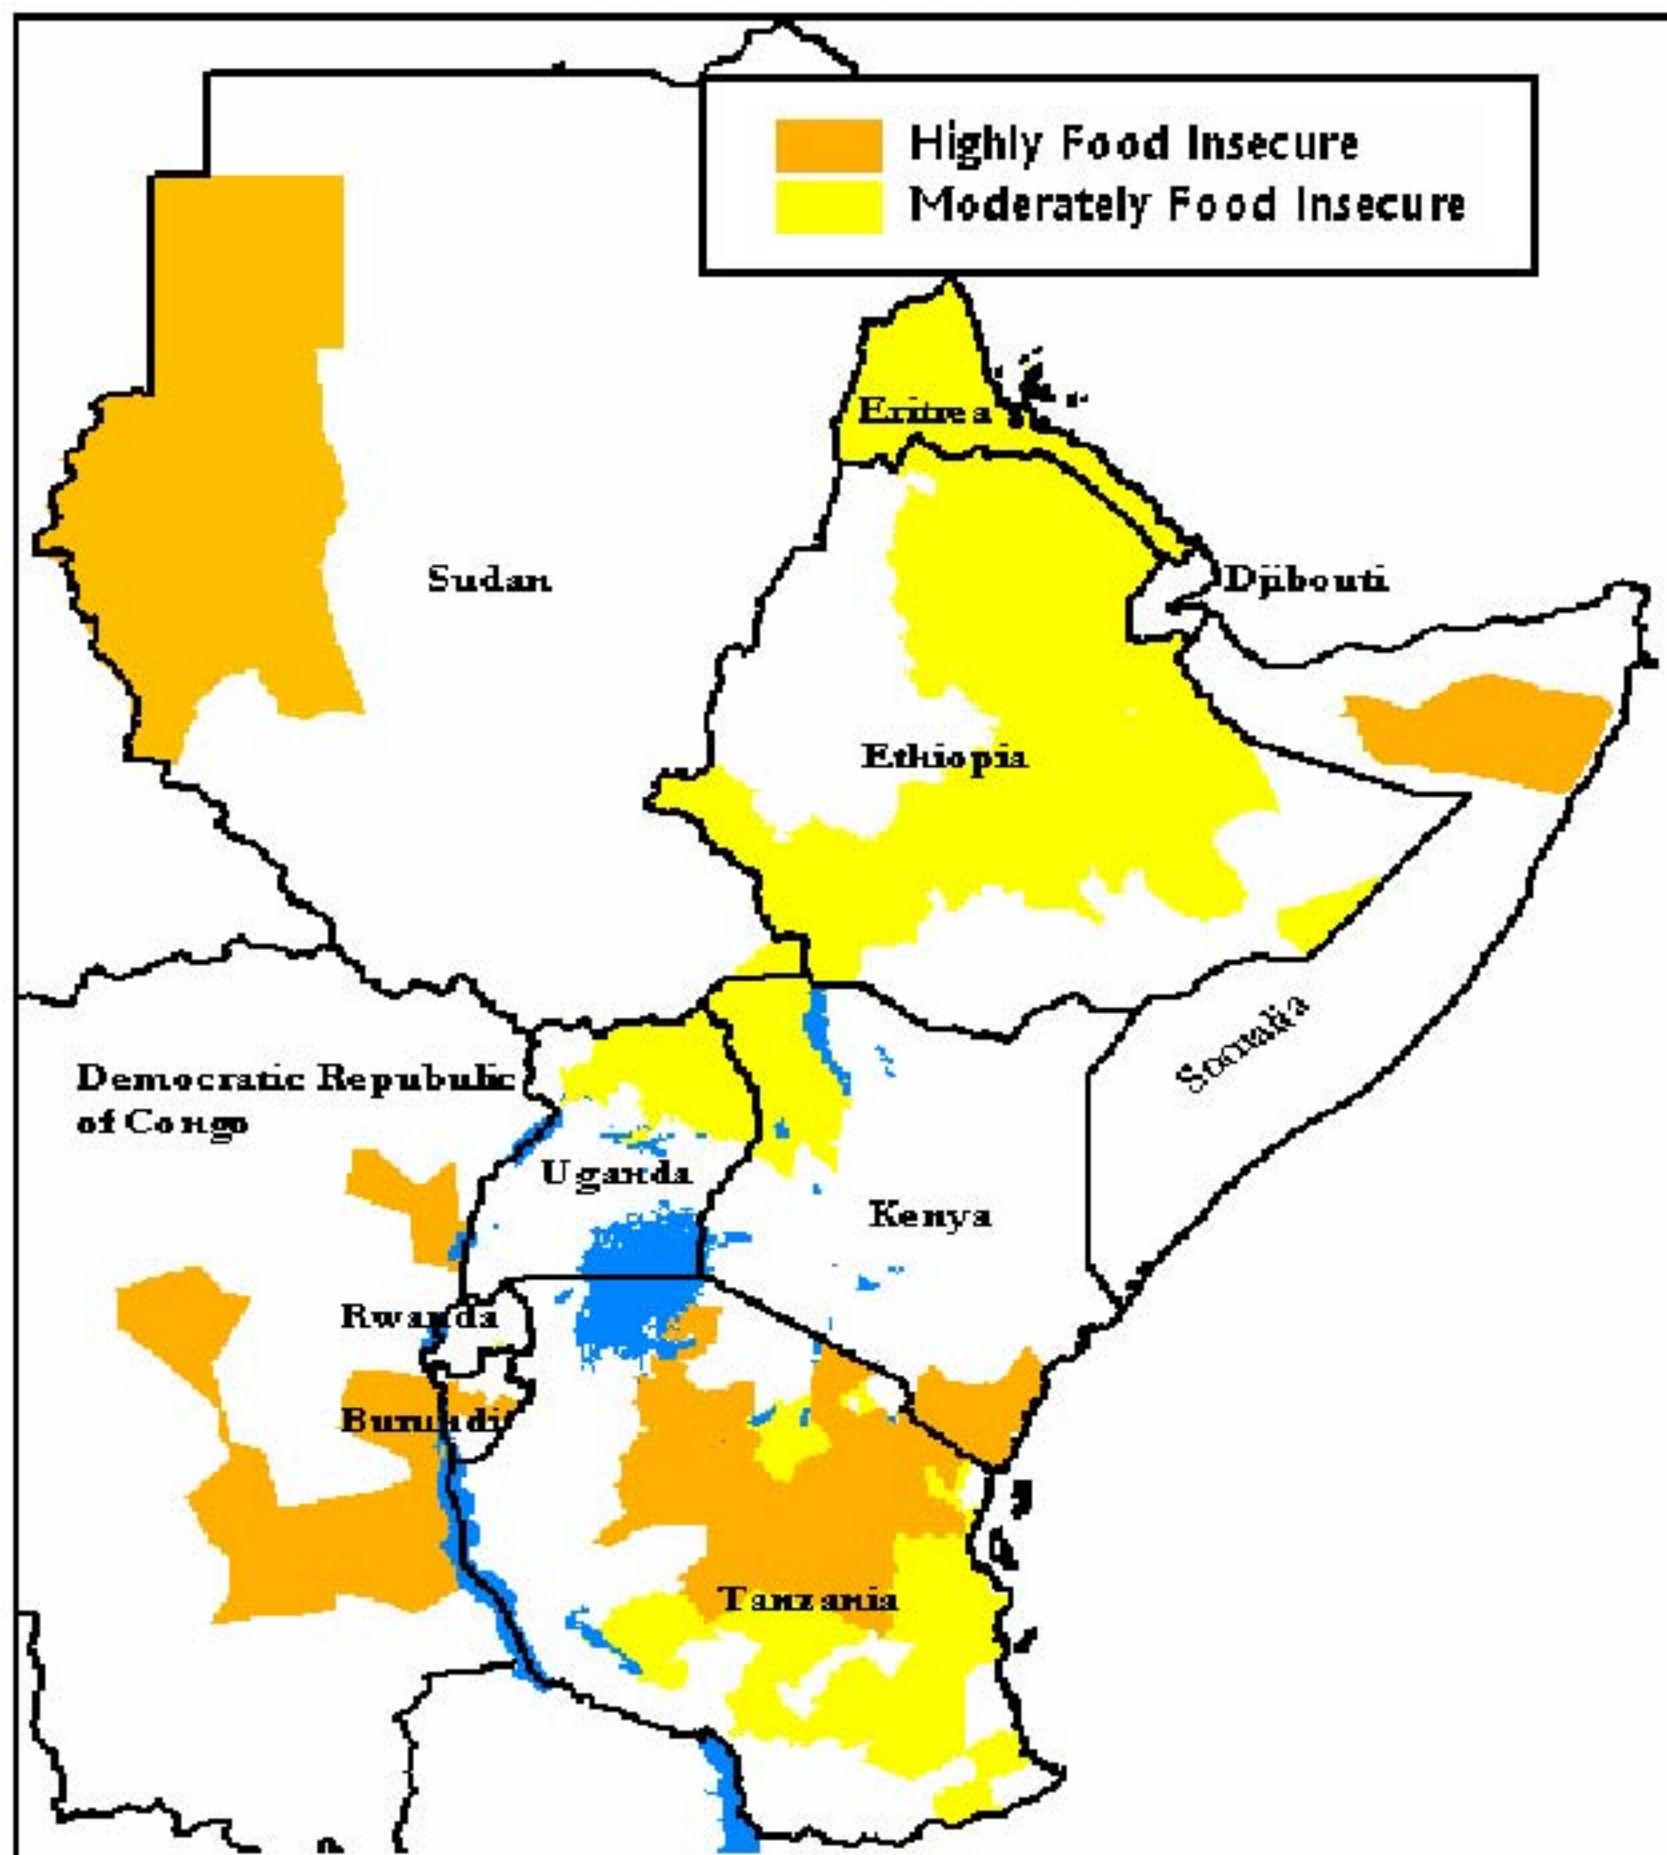 Highly Food Insecure
Moderately Food Insecure
Eritrea
Sudan
Djibouti
Ethiopia
Somalia
Democratic Repubulic
of Congo
Uganda
Kenya
Rwanda
Burundi
Tanzania